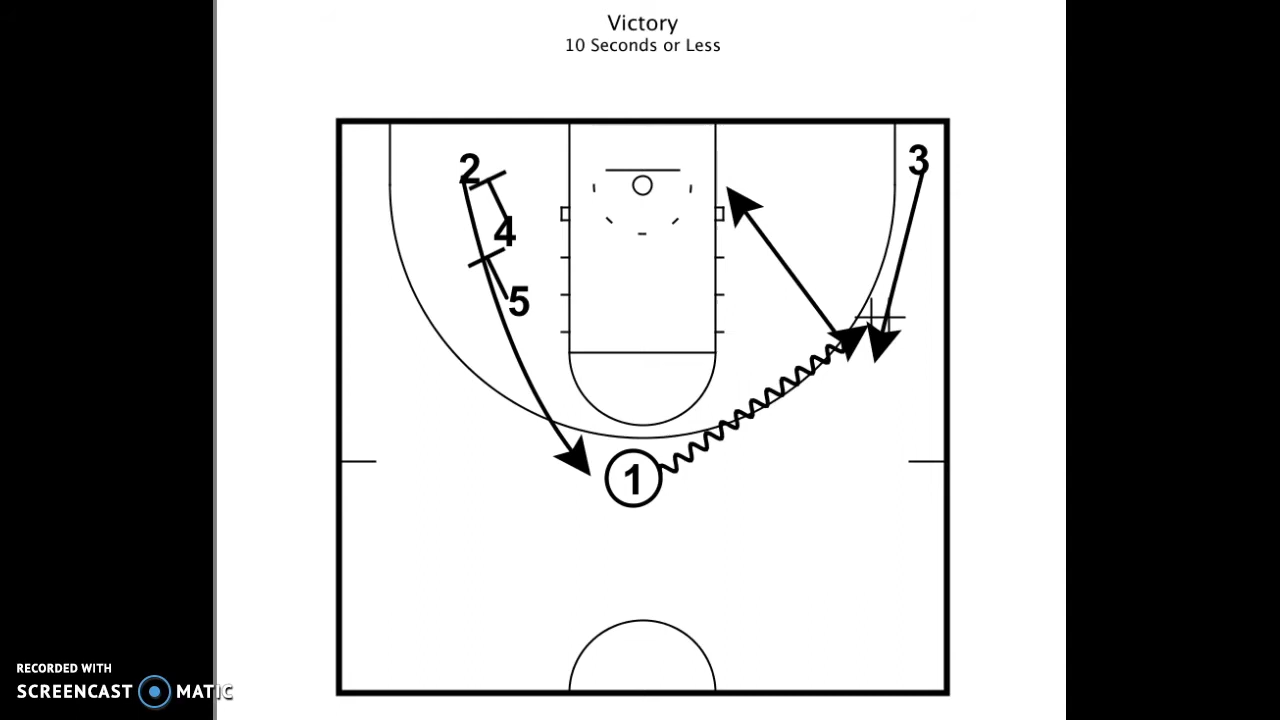 Victory
10 Seconds or Less
2
3
4
5
1
RECORDED WITH
SCREENCAST MATIC